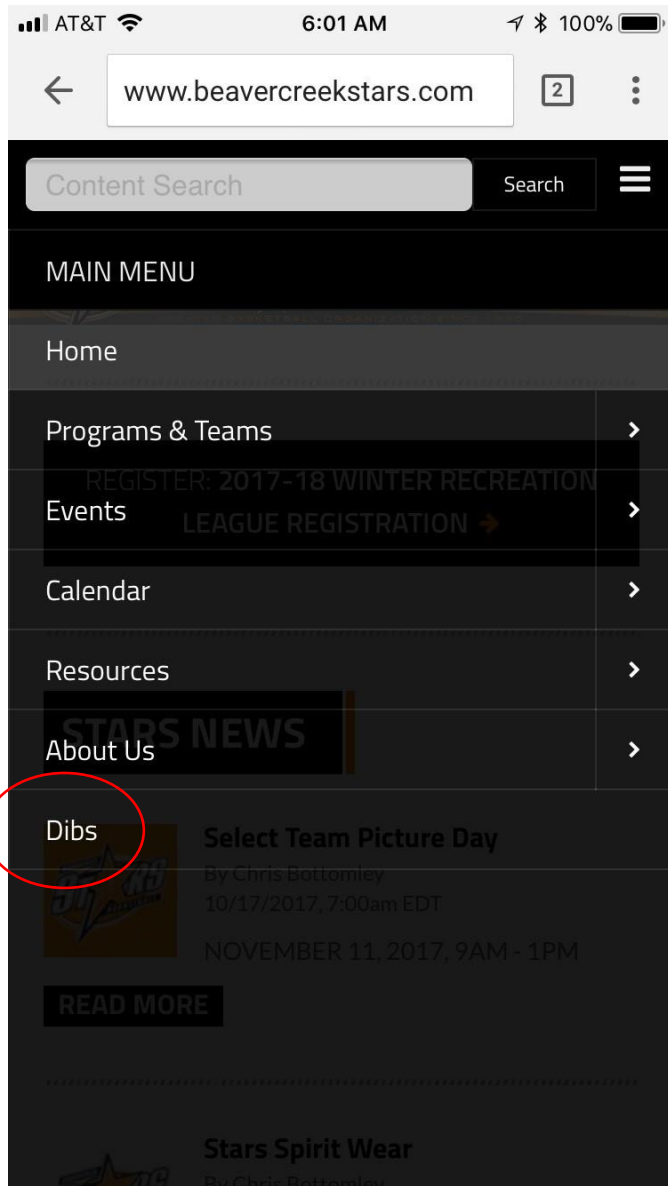 AT&T 6:01 AM 100%
www.beavercreekstars.com 2
Content Search Search
MAIN MENU
Home
Programs & Teams
REGISTER: 2017-18 WINTER RECREATION
Events
LEAGUE REGISTRATION
Calendar
Resources
STARS NEWS
About Us
Dibs
Select Team Picture Day
STARS
By Chris Bottomley
10/17/2017, 7:00am EDT
NOVEMBER 11, 2017, 9AM - 1PM
READ MORE
Stars Spirit Wear
By Chris Bottomley